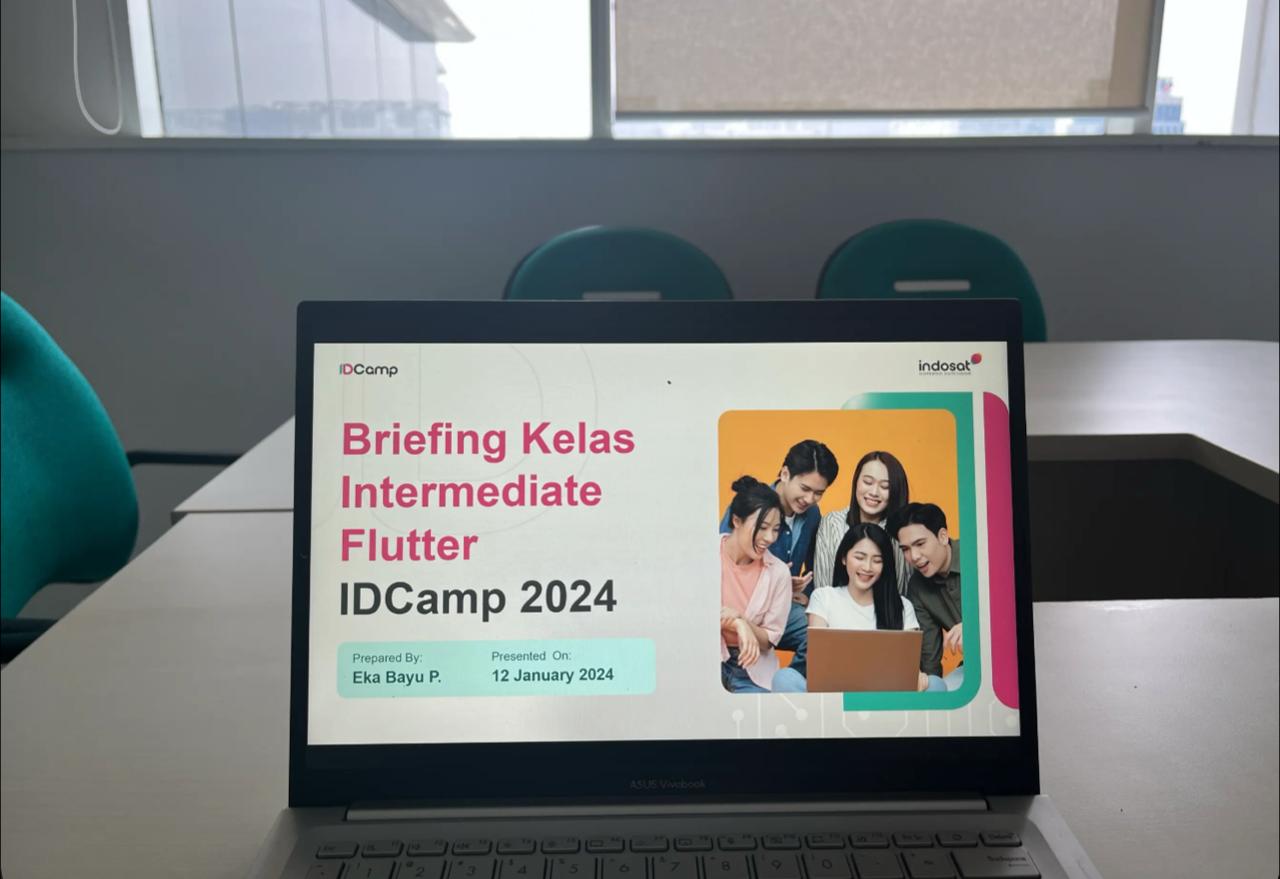 IDCamp
indosat
Briefing Kelas
Intermediate
Flutter
IDCamp 2024
Prepared By:
Eka Bayu P.
Presented On:
12 January 2024
ASUS Vivobook